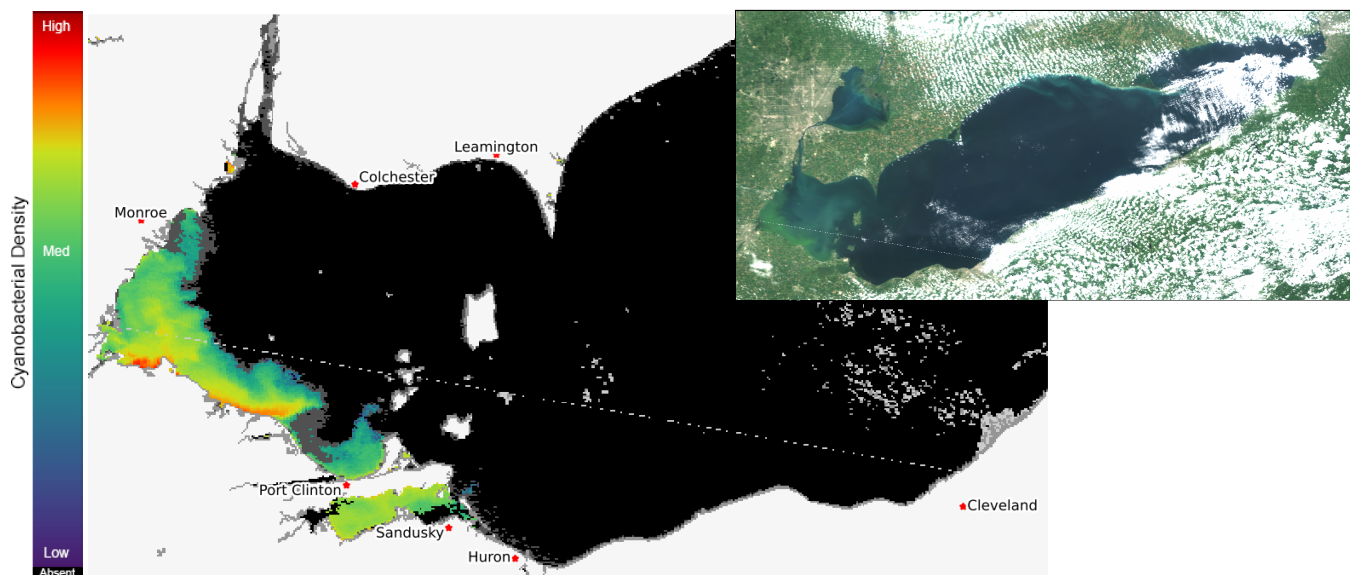 High
Cyanobacterial Density
Med
Low
Absent
Leamington
Colchester
Monroe
Port Clinton
Sandusky
Cleveland
Huron